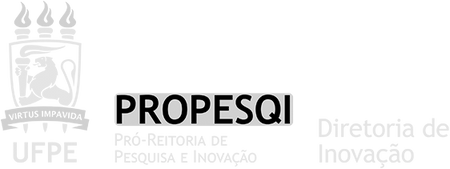 VIRTUS IMPAVIDA
UFPE
PROPESQI
PRÓ-REITORIA DE
PESQUISA E INOVAÇÃO
Diretoria de
Inovação